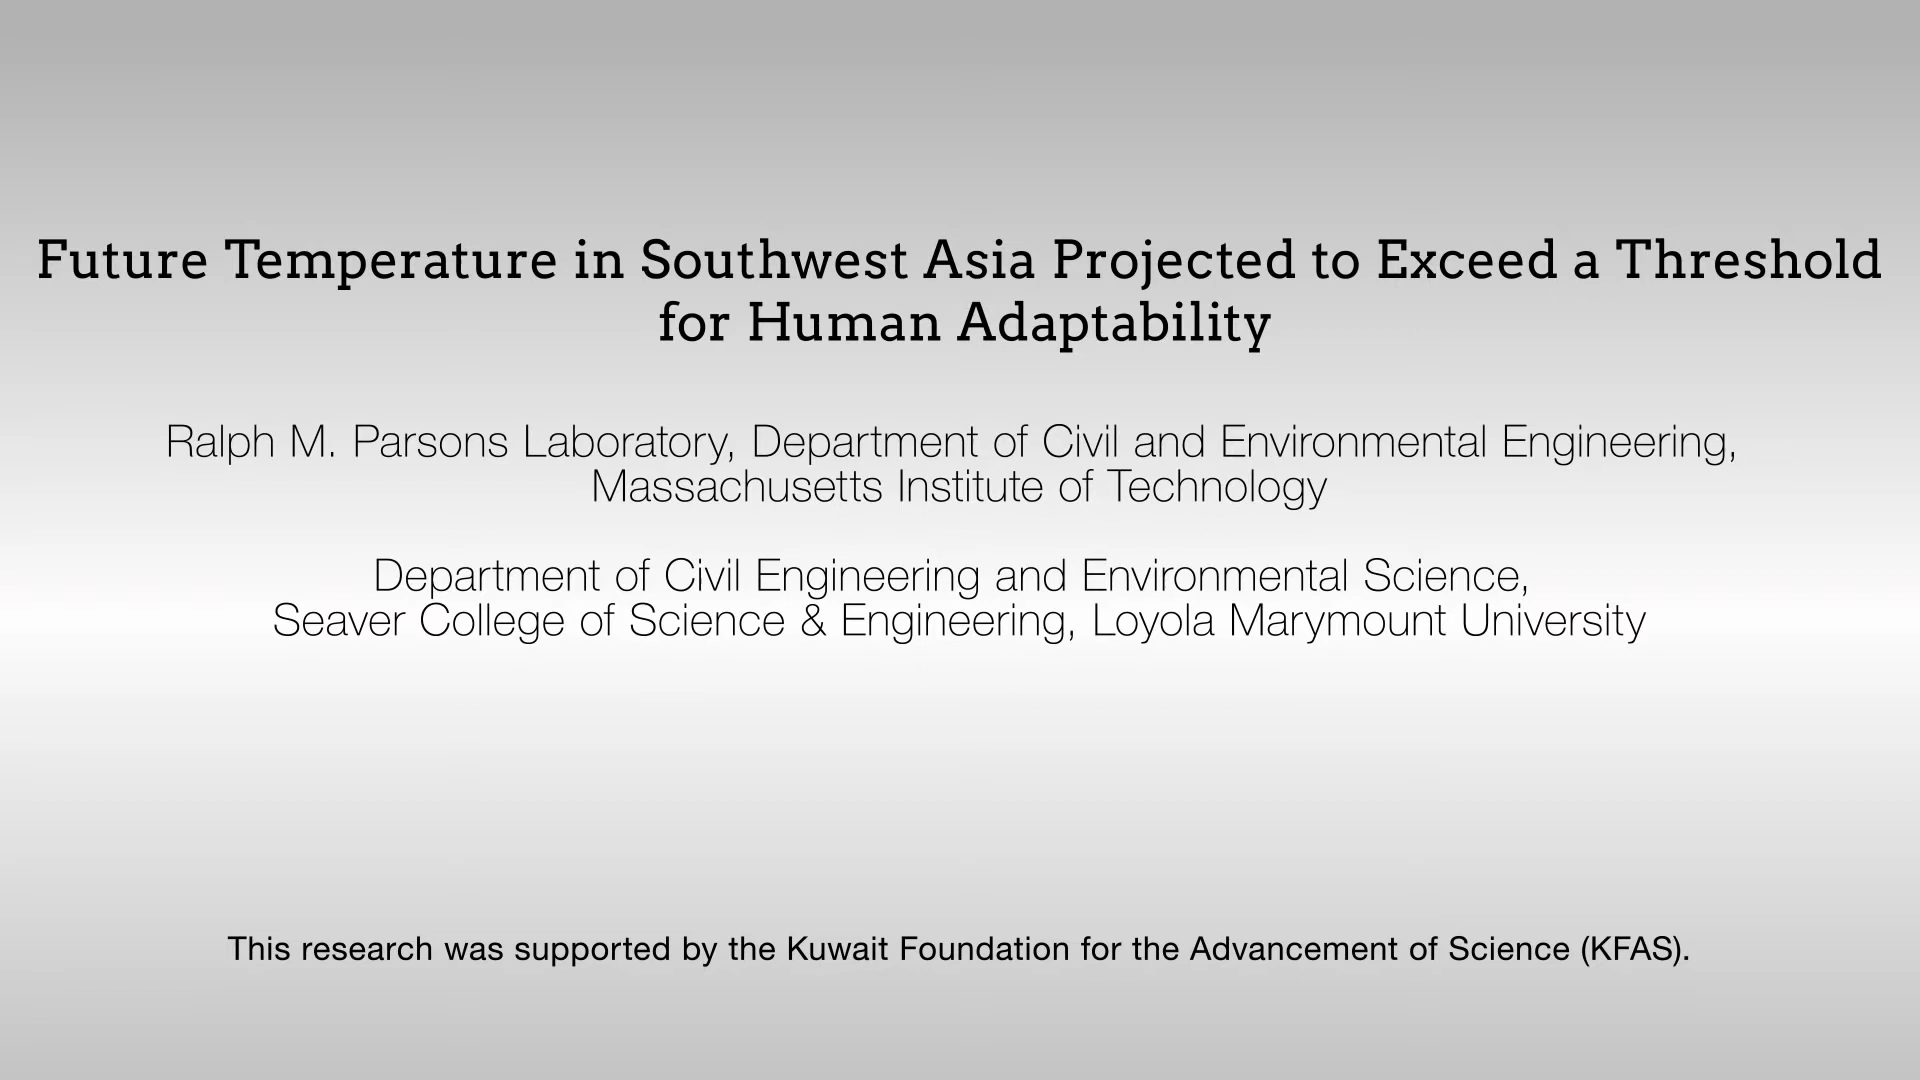 Future Temperature in Southwest Asia Projected to Exceed a Threshold
for Human Adaptability
Ralph M. Parsons Laboratory, Department of Civil and Environmental Engineering,
Massachusetts Institute of Technology
Department of Civil Engineering and Environmental Science,
Seaver College of Science & Engineering, Loyola Marymount University
This research was supported by the Kuwait Foundation for the Advancement of Science (KFAS).